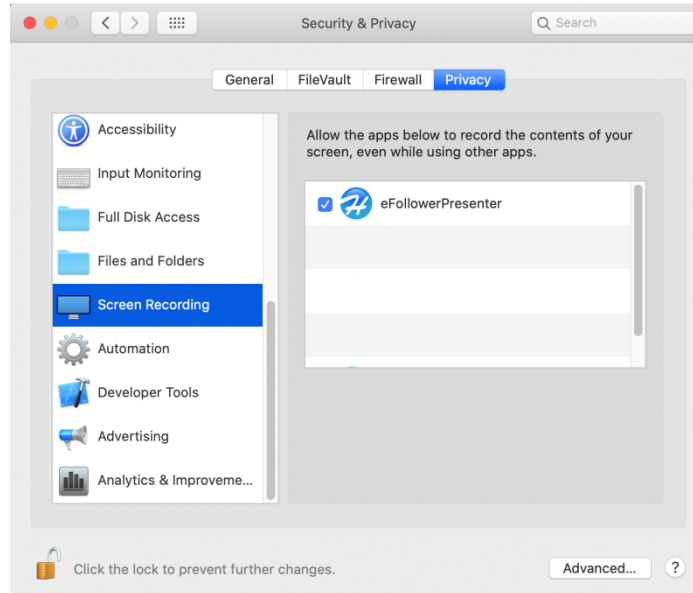 Security & Privacy
Search
General
FileVault
Firewall
Privacy
Accessibility
Input Monitoring
Full Disk Access
Files and Folders
Screen Recording
Automation
Developer Tools
Advertising
Analytics & Improveme...
Allow the apps below to record the contents of your
screen, even while using other apps.
eFollowerPresenter
Click the lock to prevent further changes.
Advanced...
?